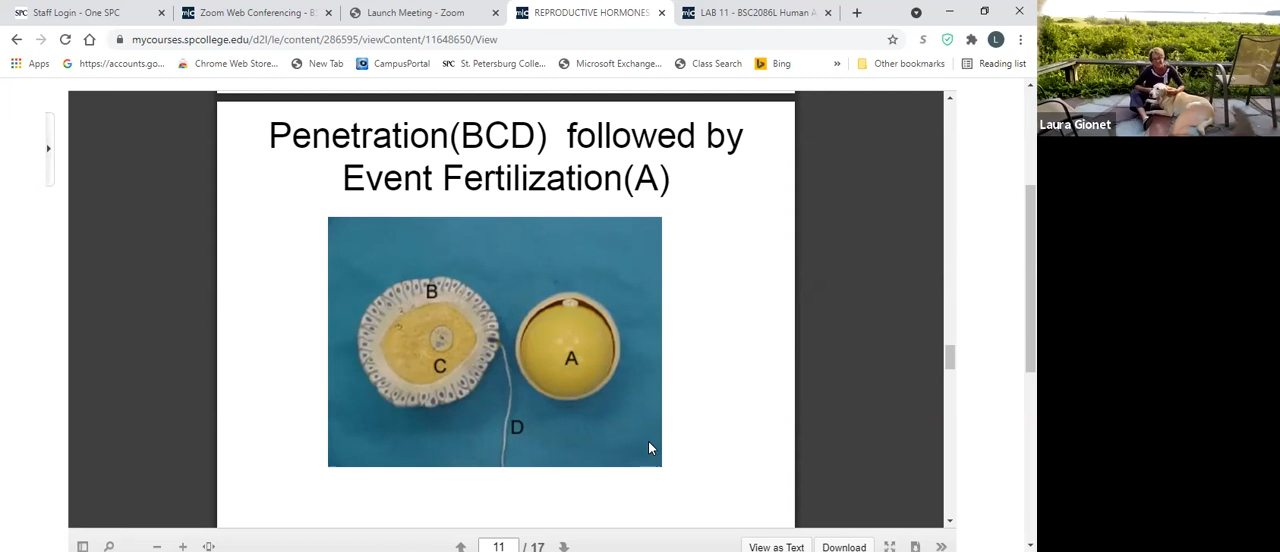 Staff Login - One SPC
Zoom Web Conferencing - B
Launch Meeting - Zoom
REPRODUCTIVE HORMONES
LAB 11 - BSC2086L Human A
mycourses.spcollege.edu/d2l/le/content/286595/viewContent/11648650/View
S
L
Apps
G https://accounts.go...
Chrome Web Store...
New Tab
CampusPortal
SPC St. Petersburg Colle...
Microsoft Exchange...
Class Search
Bing
»
Other bookmarks
Reading list
Laura Gionet
Penetration(BCD) followed by
Event Fertilization(A)
B
C
A
D
11 / 17
View as Text
Download